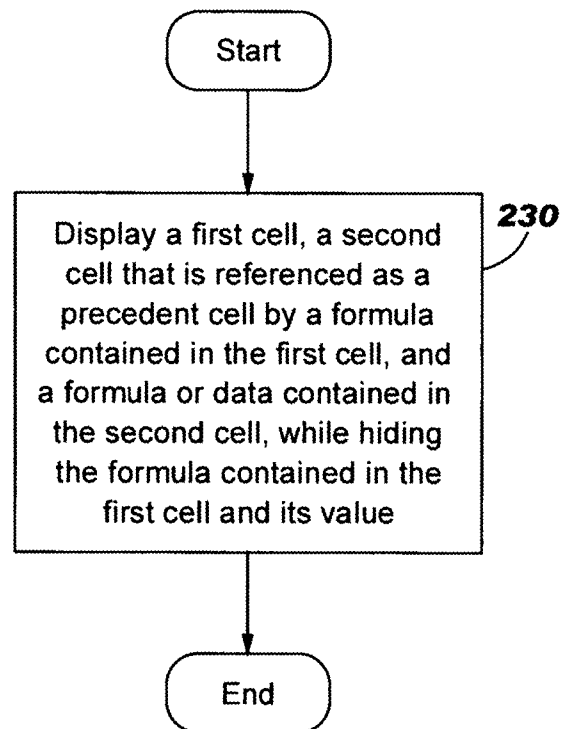 Start
230
Display a first cell, a second
cell that is referenced as a
precedent cell by a formula
contained in the first cell, and
a formula or data contained in
the second cell, while hiding
the formula contained in the
first cell and its value
End